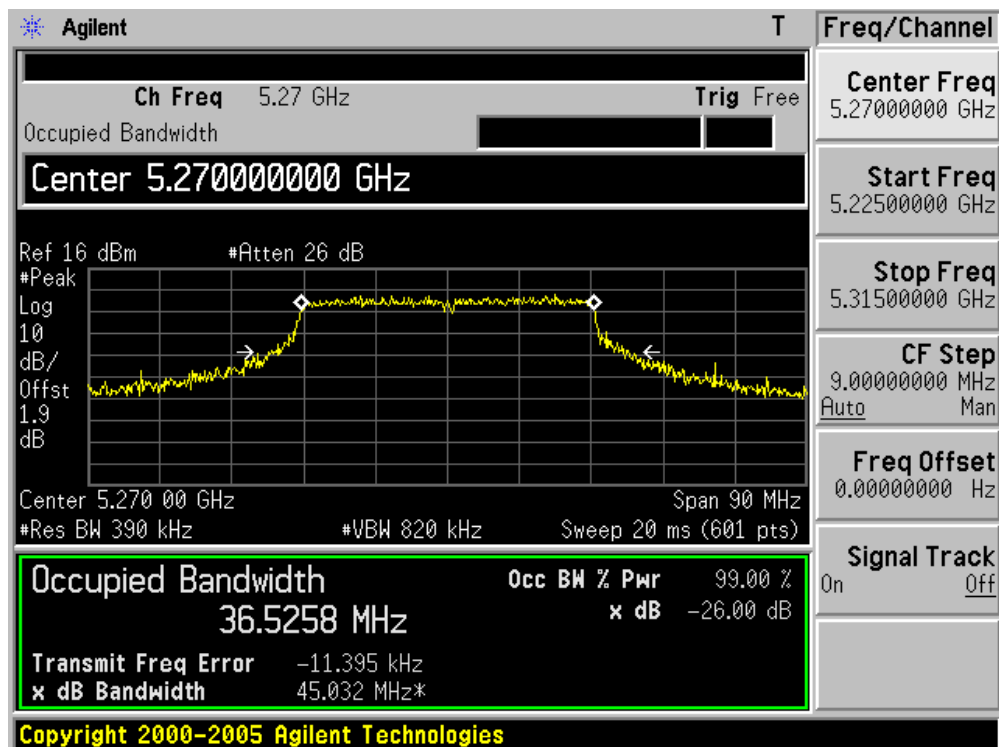 Agilent T
Freq/Channel
Ch Freq 5.27 GHz Trig Free
Occupied Bandwidth
Center 5.270000000 GHz
Ref 16 dBm #Atten 26 dB
#Peak
Log
10
dB/
Offst
1.9
dB
Center 5.270 00 GHz Span 90 MHz
#Res BW 390 kHz #VBW 820 kHz Sweep 20 ms (601 pts)
Occupied Bandwidth Occ BW % Pwr 99.00 %
36.5258 MHz x dB -26.00 dB
Transmit Freq Error -11.395 kHz
x dB Bandwidth 45.032 MHz*
Center Freq
5.27000000 GHz
Start Freq
5.22500000 GHz
Stop Freq
5.31500000 GHz
CF Step
9.00000000 MHz
Auto Man
Freq Offset
0.00000000 Hz
Signal Track
On Off
Copyright 2000-2005 Agilent Technologies